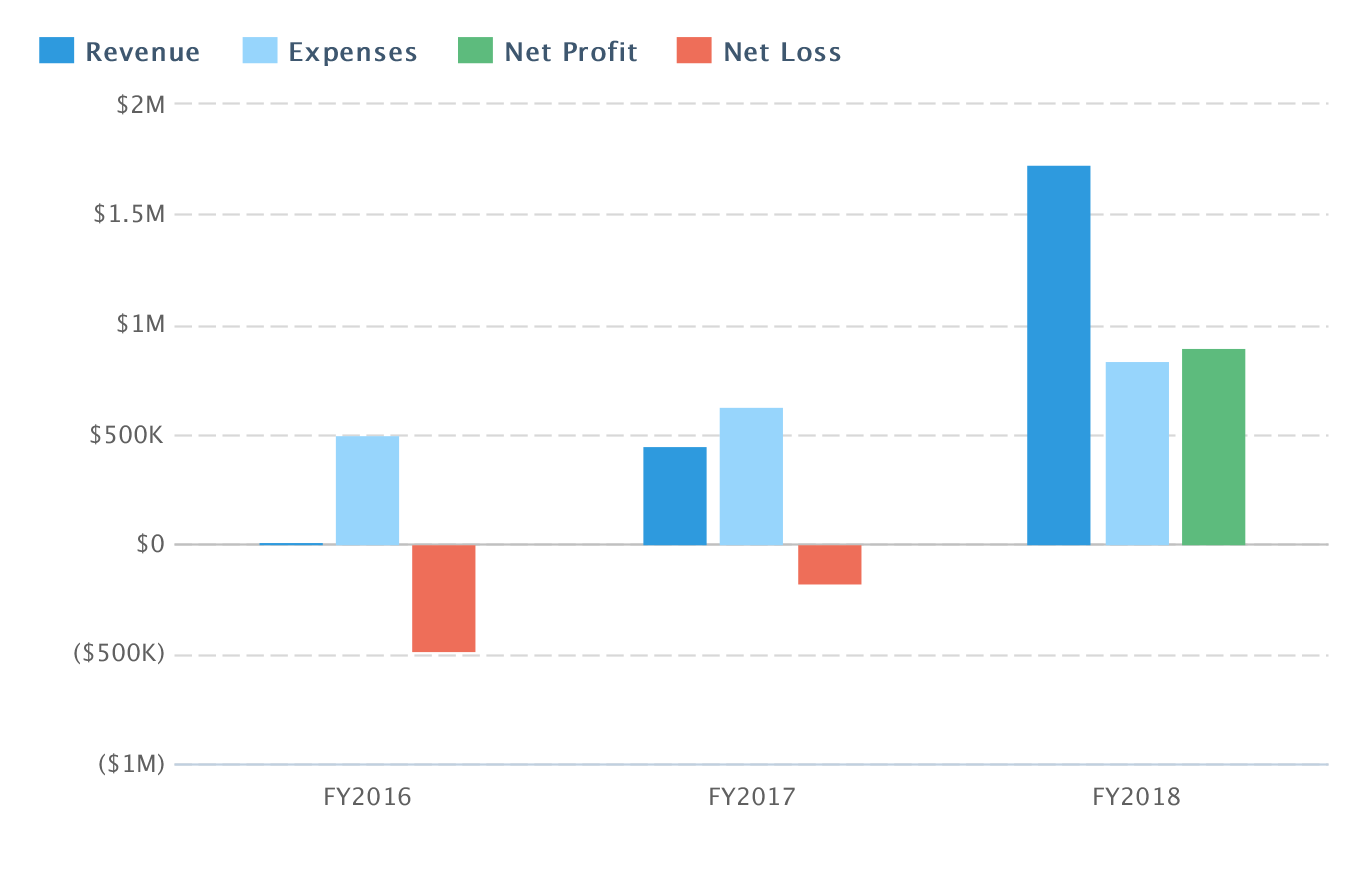 Revenue Expenses Net Profit Net Loss
$2M
$1.5M
$1M
$500K
$0
($500K)
($1M)
FY2016 FY2017 FY2018